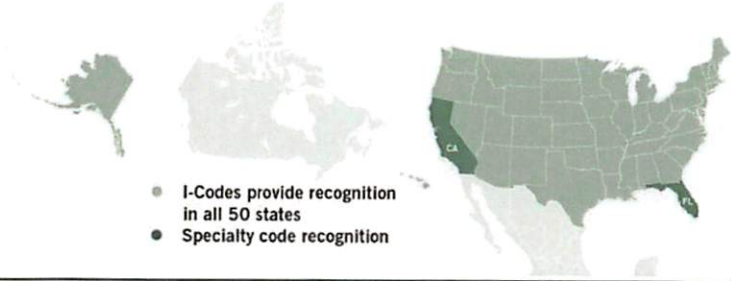 CA
FL
I-Codes provide recognition
in all 50 states
Specialty code recognition